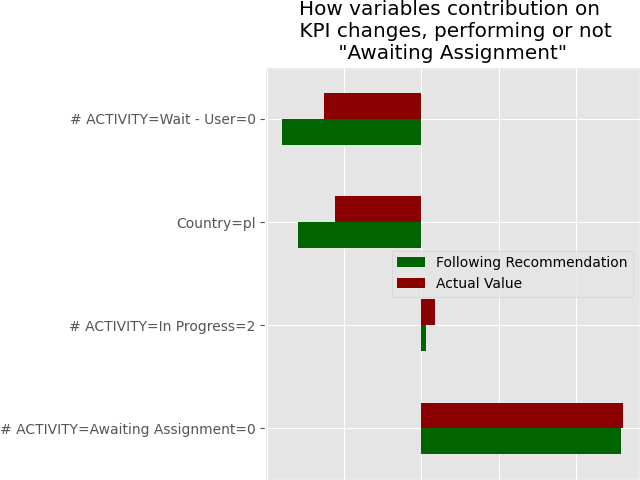 How variables contribution on
KPI changes, performing or not
"Awaiting Assignment"
# ACTIVITY=Wait - User=0
Country=pl
Following Recommendation
Actual Value
# ACTIVITY=In Progress=2
# ACTIVITY=Awaiting Assignment=0